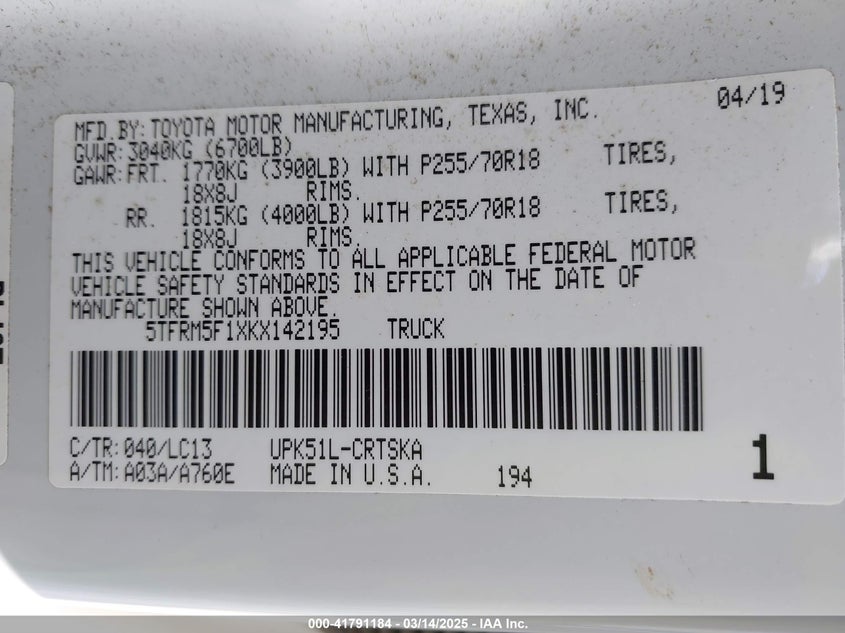 MFD.BY:TOYOTA MOTOR MANUFACTURING, TEXAS, INC. 04/19
GVWR:3040KG (6700LB)
GAWR:FRT. 1770KG (3900LB) WITH P255/70R18 TIRES,
18X8J RIMS.
RR. 1815KG (4000LB) WITH P255/70R18 TIRES,
18X8J RIMS.
THIS VEHICLE CONFORMS TO ALL APPLICABLE FEDERAL MOTOR
VEHICLE SAFETY STANDARDS IN EFFECT ON THE DATE OF
MANUFACTURE SHOWN ABOVE.
5TFRM5F1XKX142195 TRUCK
C/TR:040/LC13 UPK51L-CRTSKA
A/TM:A03A/A760E MADE IN U.S.A. 194 1
000-41791184 - 03/14/2025 - IAA Inc.